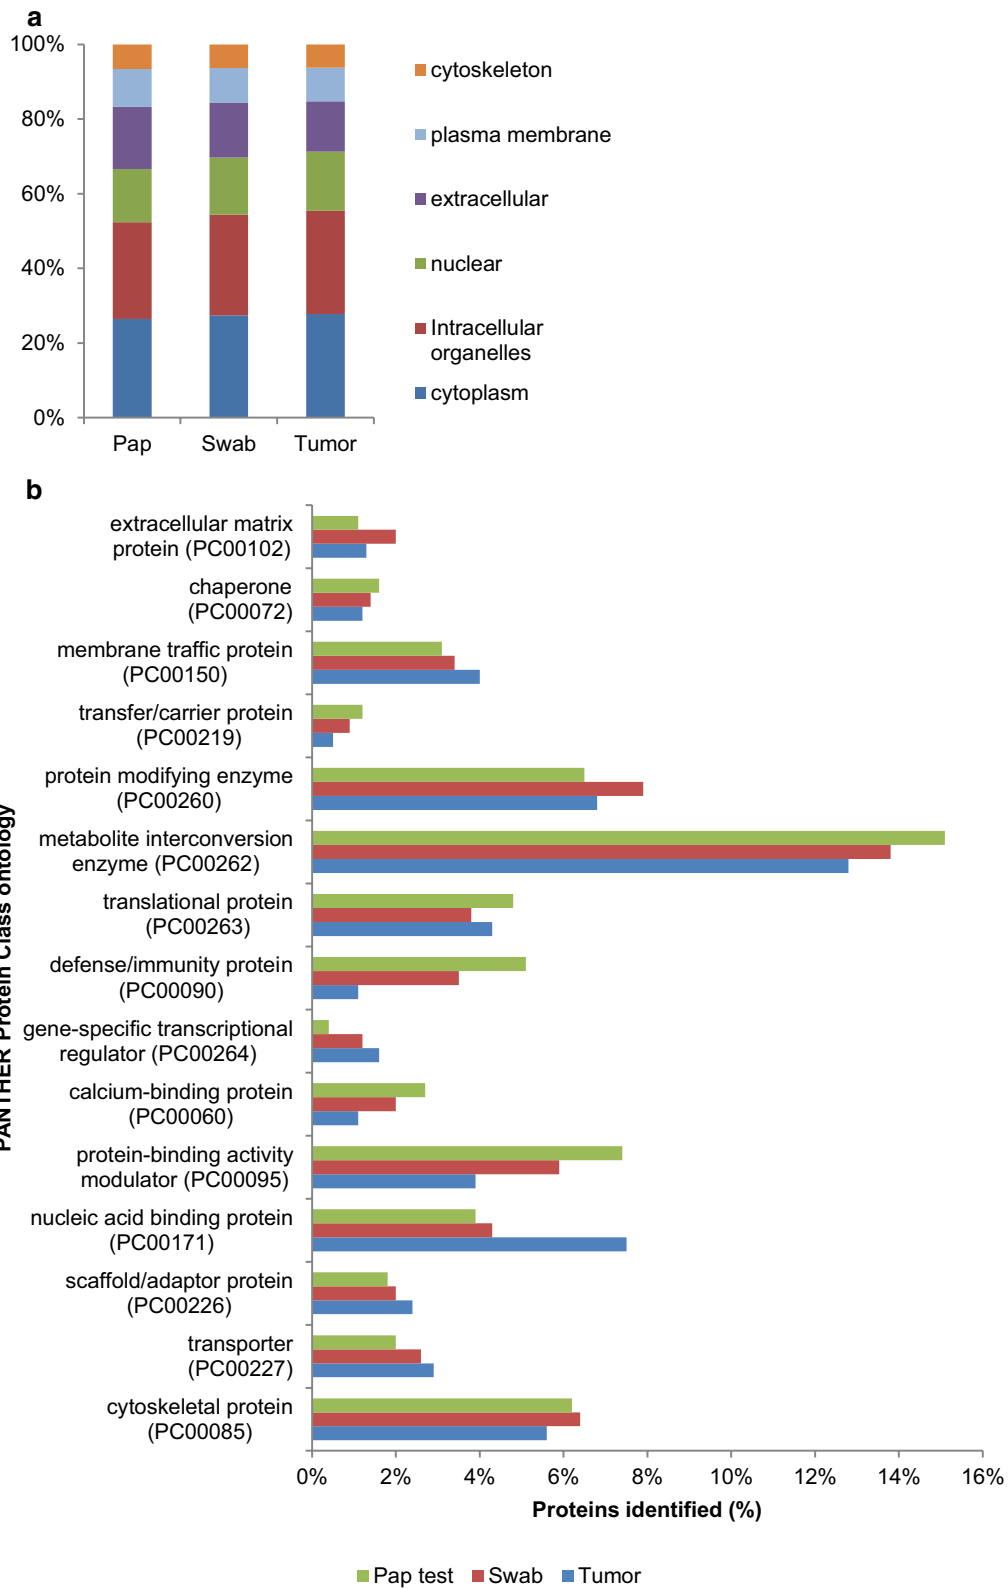 a
100%
80%
60%
40%
20%
0%
Pap
Swab
Tumor
cytoskeleton
plasma membrane
extracellular
nuclear
Intracellular
organelles
cytoplasm
b
PANTHER Protein Class ontology
extracellular matrix
protein (PC00102)
chaperone
(PC00072)
membrane traffic protein
(PC00150)
transfer/carrier protein
(PC00219)
protein modifying enzyme
(PC00260)
metabolite interconversion
enzyme (PC00262)
translational protein
(PC00263)
defense/immunity protein
(PC00090)
gene-specific transcriptional
regulator (PC00264)
calcium-binding protein
(PC00060)
protein-binding activity
modulator (PC00095)
nucleic acid binding protein
(PC00171)
scaffold/adaptor protein
(PC00226)
transporter
(PC00227)
cytoskeletal protein
(PC00085)
0% 2% 4% 6% 8% 10% 12% 14% 16%
Proteins identified (%)
Pap test Swab Tumor